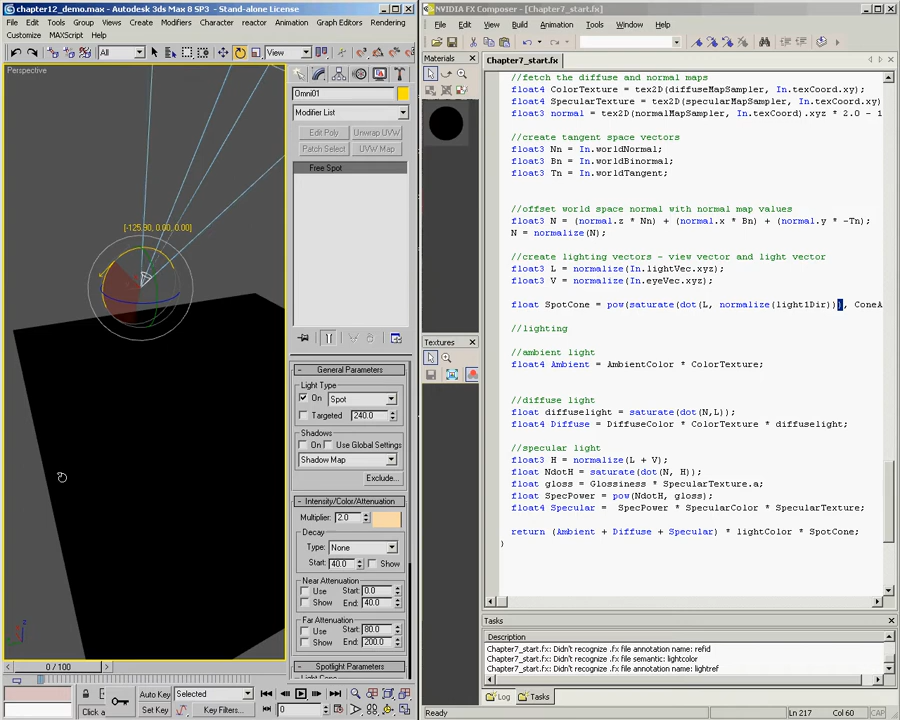 chapter12_demo.max - Autodesk 3ds Max 8 SP3 - Stand-alone License
File Edit Tools Group Views Create Modifiers reactor Animation Graph Editors Rendering
Customize MAXScript Help
All View
Perspective
[-125.90, 0.00, 0.00]
Omni01
Modifier List
Edit Poly Unwrap UVW
Patch Select UVW Map
Free Spot
General Parameters
Light Type
On Spot
Targeted 240.0
Shadows
On Use Global Settings
Shadow Map
Exclude...
Intensity/Color/Attenuation
Multiplier: 2.0
Decay
Type: None
Start: 40.0 Show
Near Attenuation
Use Start: 0.0
Show End: 40.0
Far Attenuation
Use Start: 80.0
Show End: 200.0
Spotlight Parameters
0 / 100
Auto Key Selected
Click a Set Key Key Filters... 0
NVIDIA FX Composer - [Chapter7_start.fx]
File Edit View Build Animation Tools Window Help
Materials
Textures
Chapter7_start.fx
//fetch the diffuse and normal maps
float4 ColorTexture = tex2D(diffuseMapSampler, In.texCoord.xy);
float4 SpecularTexture = tex2D(specularMapSampler, In.texCoord.xy)
float3 normal = tex2D(normalMapSampler, In.texCoord).xyz * 2.0 - 1
//create tangent space vectors
float3 Nn = In.worldNormal;
float3 Bn = In.worldBinormal;
float3 Tn = In.worldTangent;
//offset world space normal with normal map values
float3 N = (normal.z * Nn) + (normal.x * Bn) + (normal.y * -Tn);
N = normalize(N);
//create lighting vectors - view vector and light vector
float3 L = normalize(In.lightVec.xyz);
float3 V = normalize(In.eyeVec.xyz);
float SpotCone = pow(saturate(dot(L, normalize(light1Dir))), ConeA
//lighting
//ambient light
float4 Ambient = AmbientColor * ColorTexture;
//diffuse light
float diffuselight = saturate(dot(N,L));
float4 Diffuse = DiffuseColor * ColorTexture * diffuselight;
//specular light
float3 H = normalize(L + V);
float NdotH = saturate(dot(N, H));
float gloss = Glossiness * SpecularTexture.a;
float SpecPower = pow(NdotH, gloss);
float4 Specular = SpecPower * SpecularColor * SpecularTexture;
return (Ambient + Diffuse + Specular) * lightColor * SpotCone;
}
Tasks
Description
Chapter7_start.fx: Didn't recognize .fx file annotation name: refid
Chapter7_start.fx: Didn't recognize .fx file semantic: lightcolor
Chapter7_start.fx: Didn't recognize .fx file annotation name: lightref
Log Tasks
Ready Ln 217 Col 60 CAP